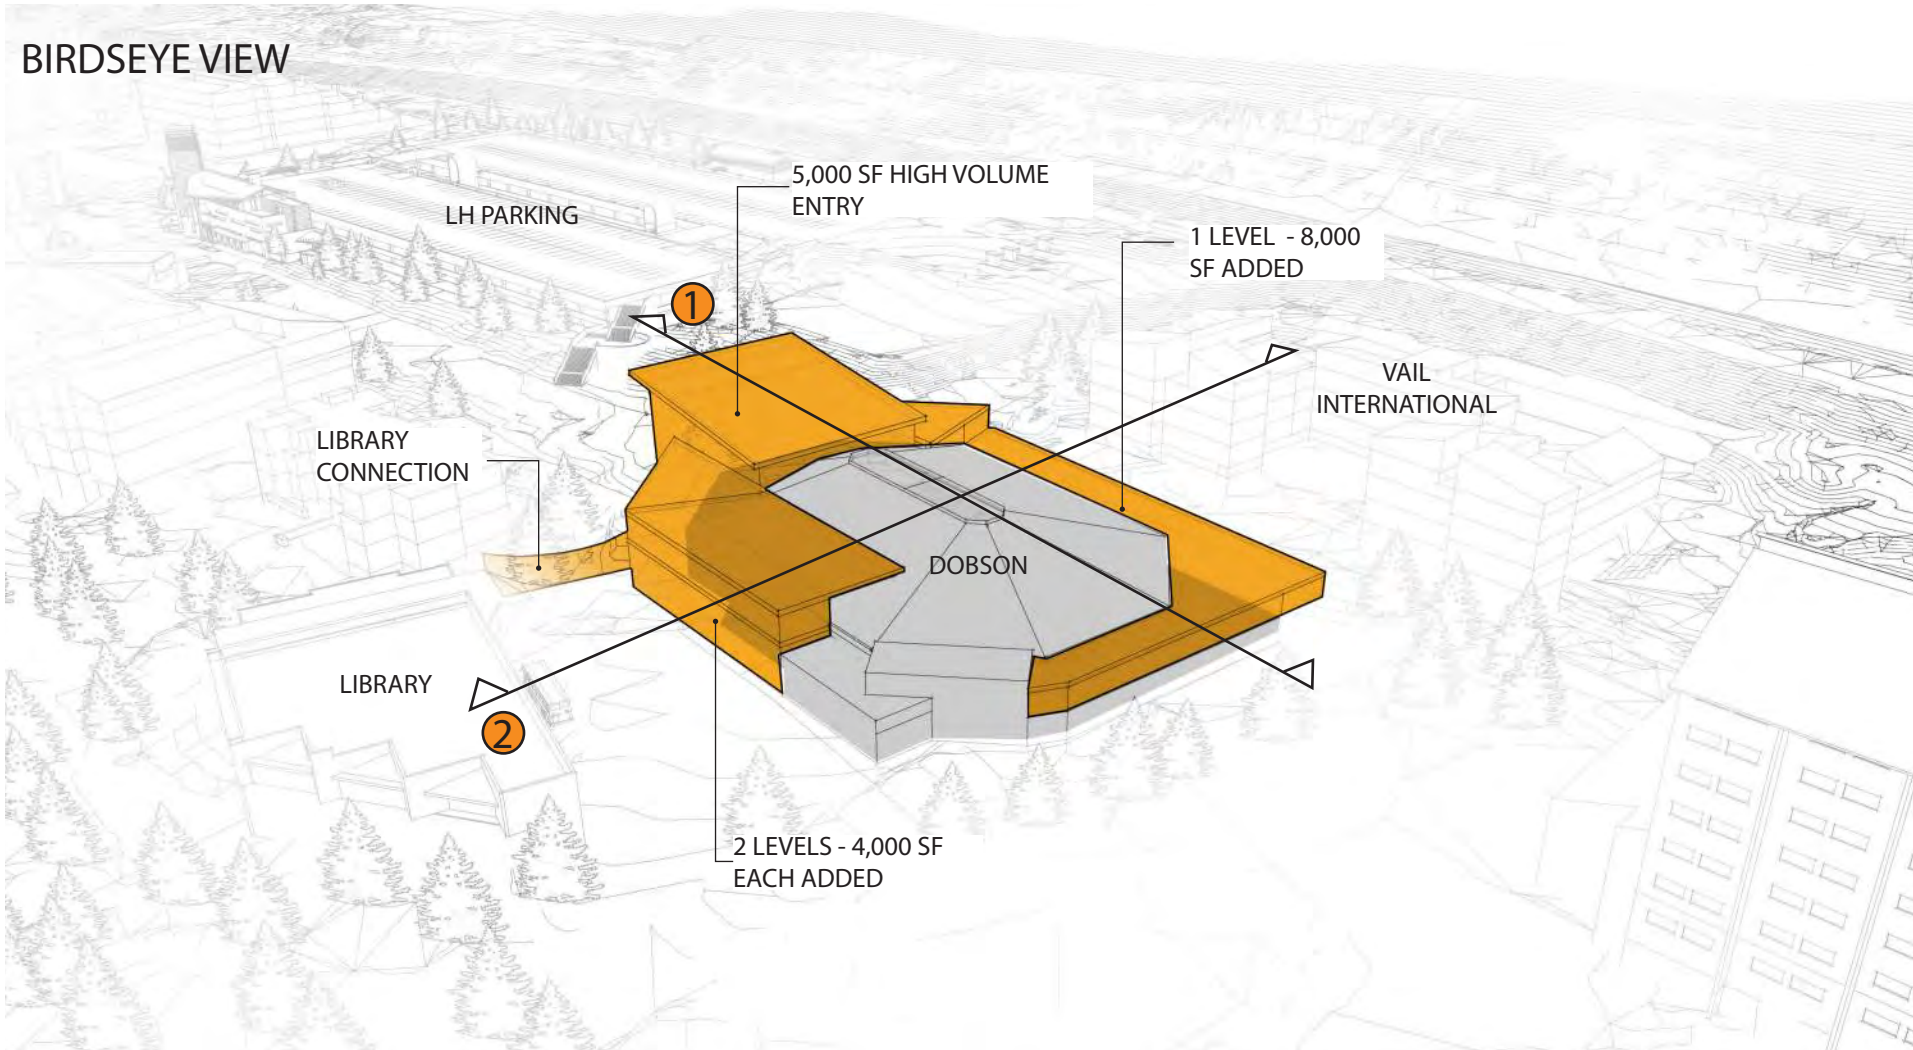 BIRDSEYE VIEW
5,000 SF HIGH VOLUME
ENTRY
LH PARKING
1 LEVEL - 8,000
SF ADDED
1
VAIL
INTERNATIONAL
LIBRARY
CONNECTION
DOBSON
LIBRARY
2
2 LEVELS - 4,000 SF
EACH ADDED